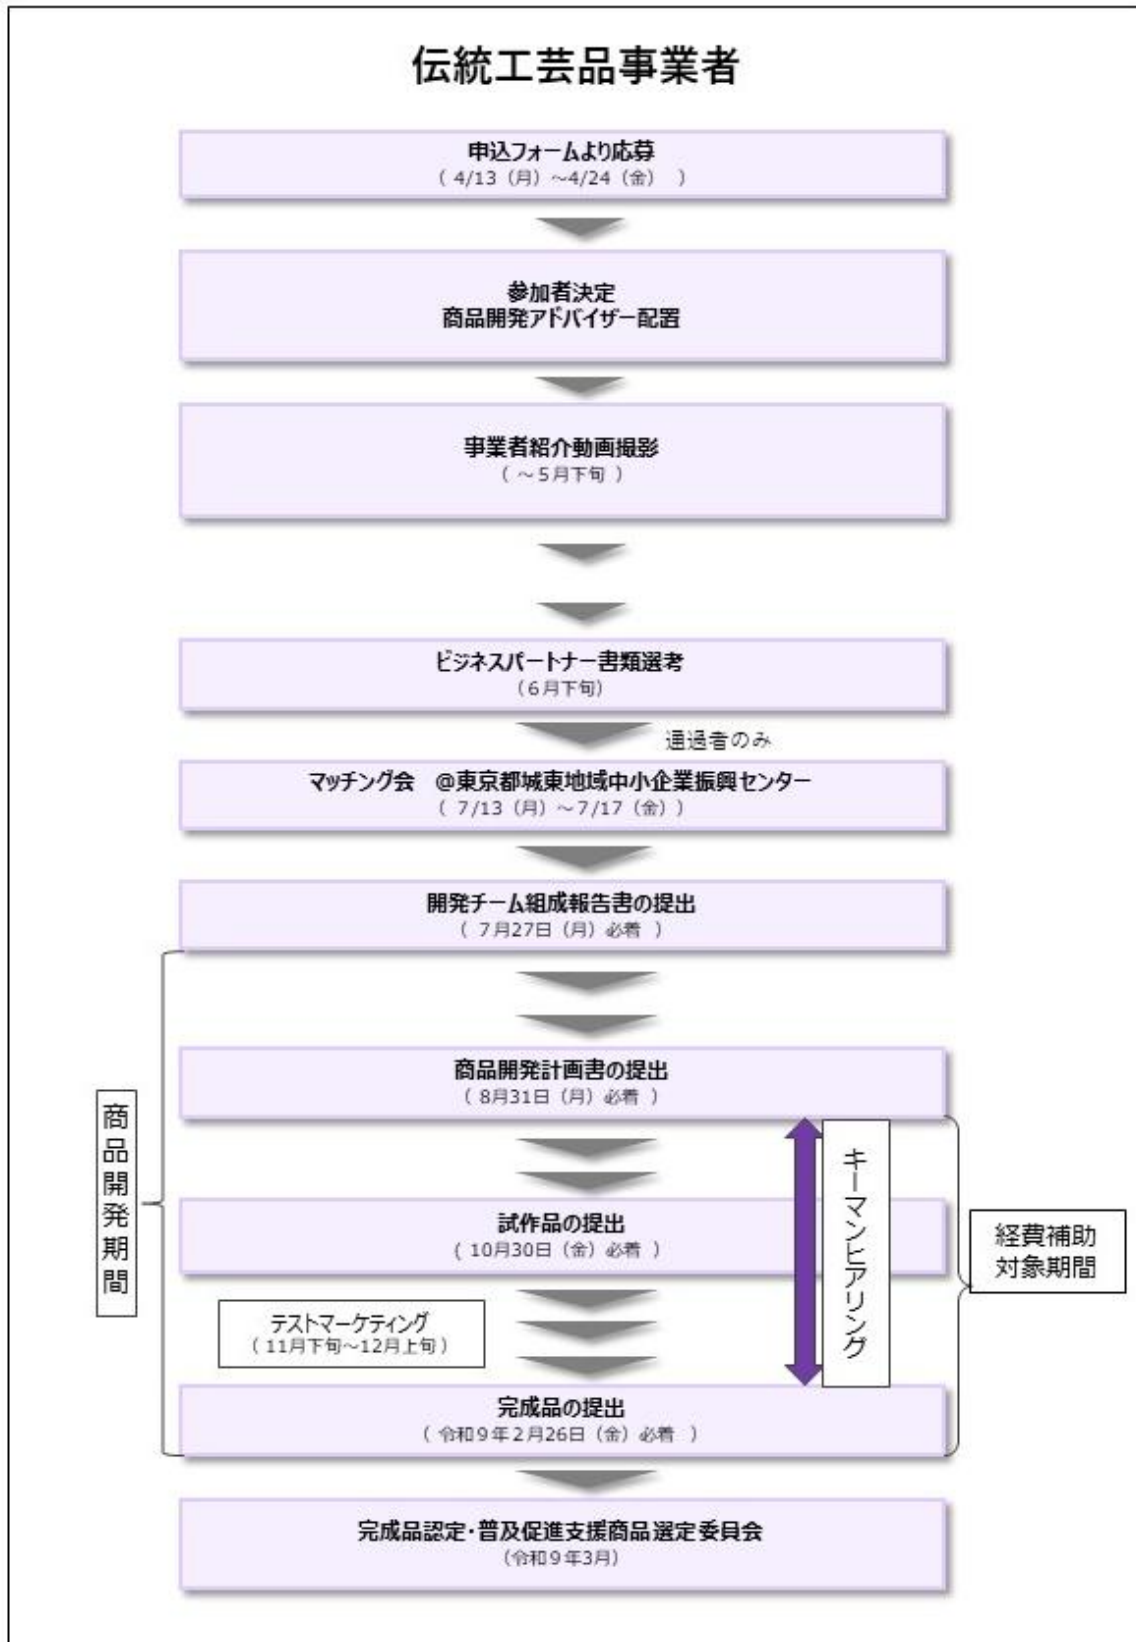 伝統工芸品事業者
申込フォームより応募
( 4/13（月）～4/24（金） )
参加者決定
商品開発アドバイザー配置
事業者紹介動画撮影
( ～５月下旬 )
ビジネスパートナー書類選考
(６月下旬)
通過者のみ
マッチング会　@東京都城東地域中小企業振興センター
( 7/13（月）～7/17（金）)
開発チーム組成報告書の提出
( 7月27日（月）必着 )
商品開発計画書の提出
( 8月31日（月）必着 )
商品開発期間
キーマンヒアリング
試作品の提出
( 10月30日（金）必着 )
経費補助
対象期間
テストマーケティング
( 11月下旬～12月上旬 )
完成品の提出
( 令和９年２月26日（金）必着 )
完成品認定・普及促進支援商品選定委員会
(令和９年3月)